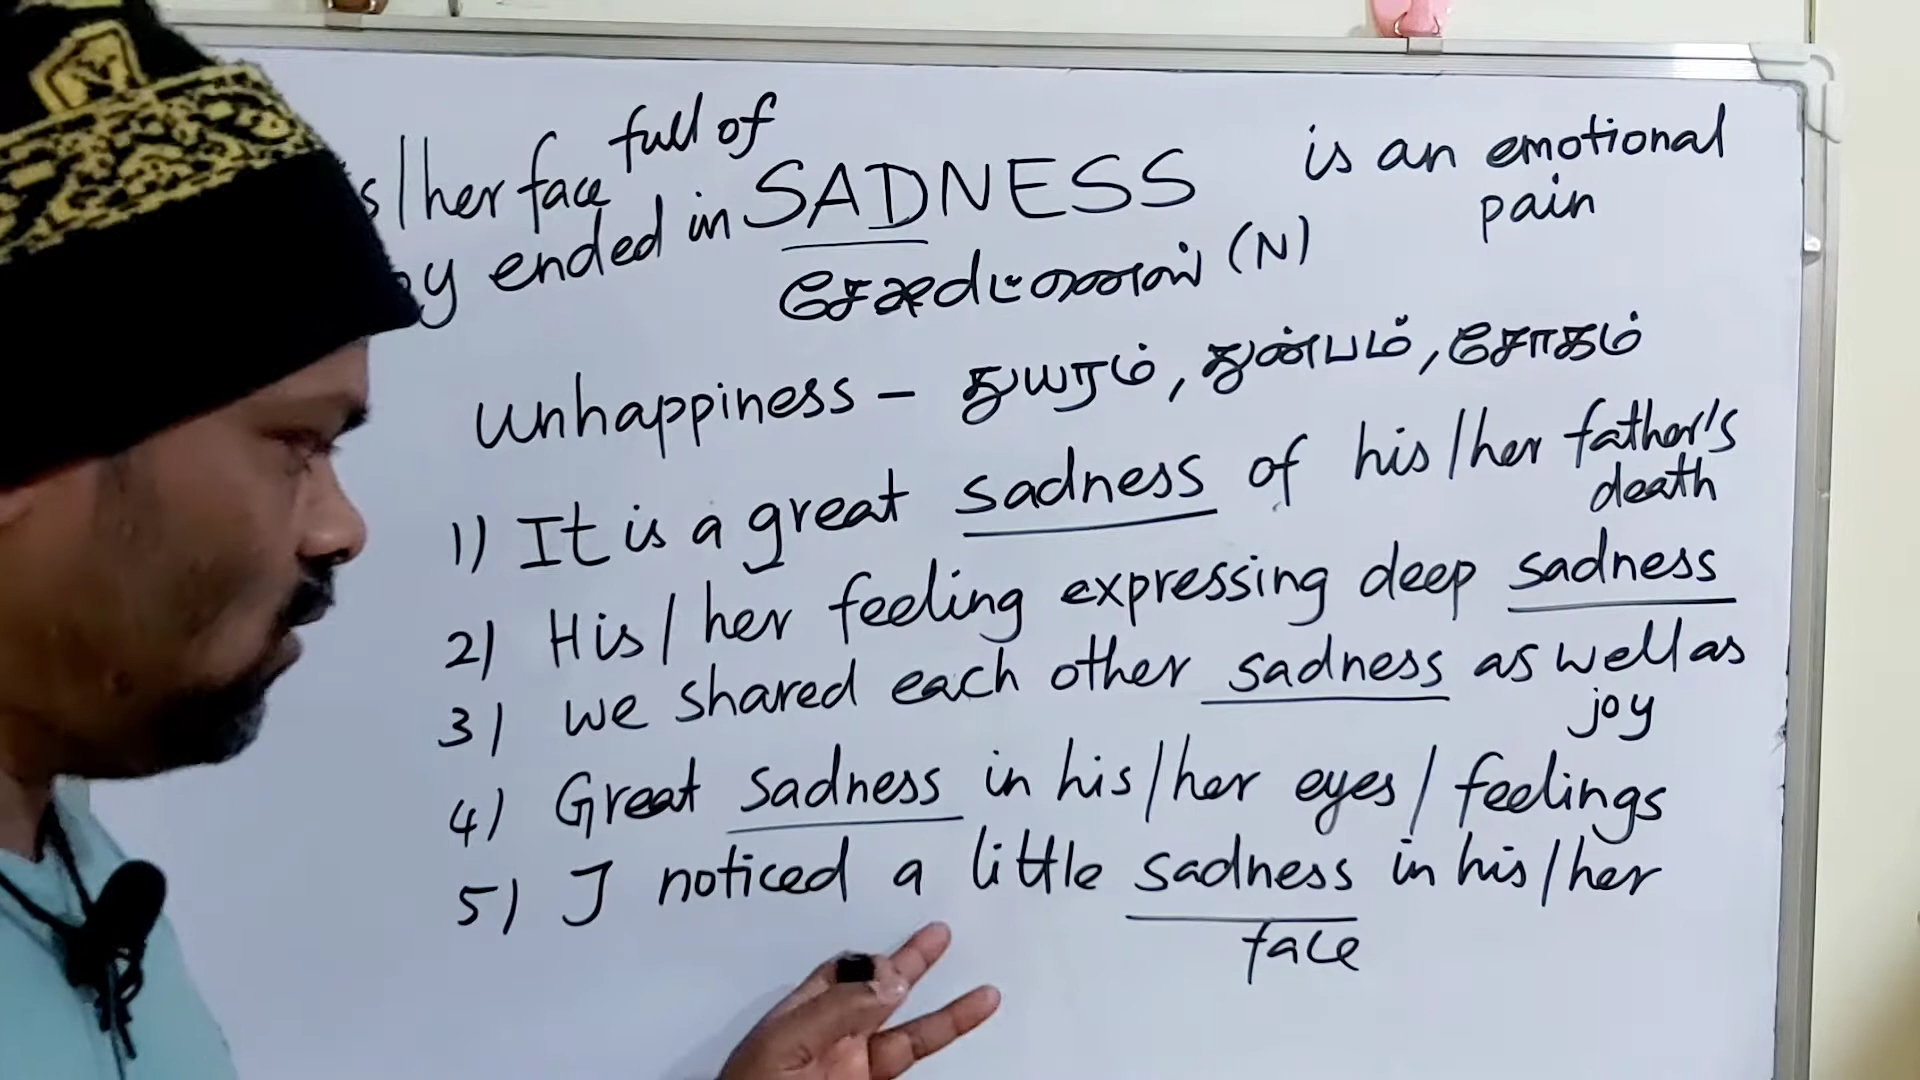 s/her face full of SADNESS is an emotional pain
y ended in
(N)
unhappiness - துயரம், துன்பம், சோகம்
1) It is a great sadness of his/her father's death
2) His/her feeling expressing deep sadness
3) we shared each other sadness as well as joy
4) Great sadness in his/her eyes/feelings
5) I noticed a little sadness in his/her face